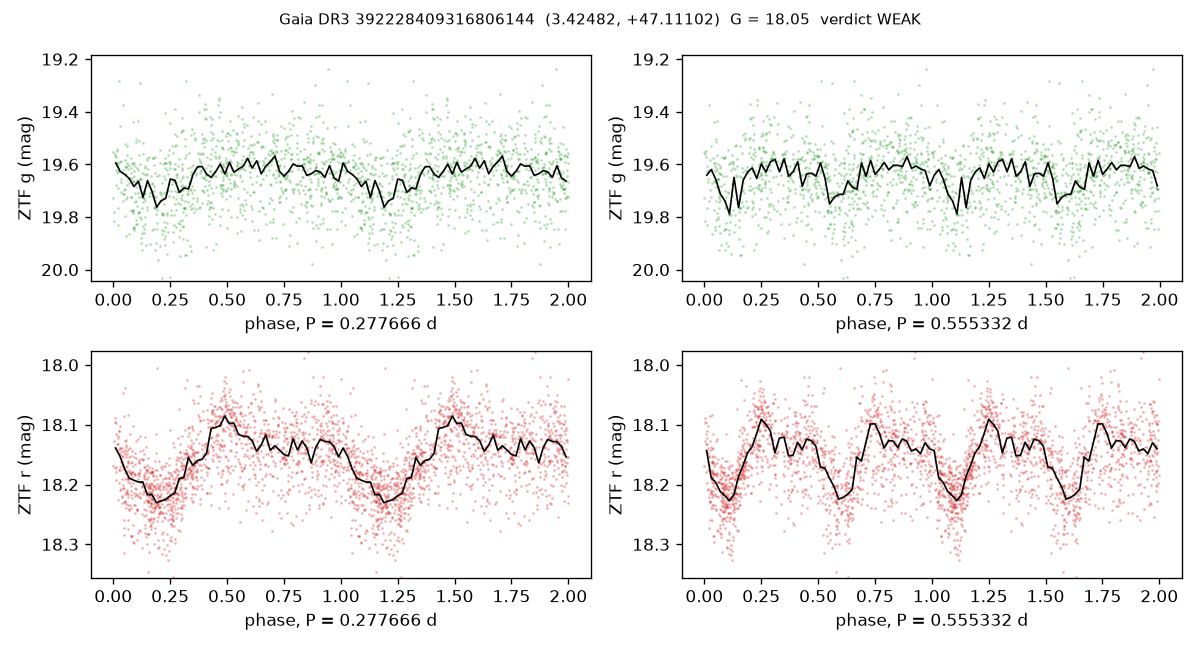 Gaia DR3 392228409316806144 (3.42482, +47.11102) G = 18.05 verdict WEAK
ZTF g (mag)
19.2
19.4
19.6
19.8
20.0
0.00 0.25 0.50 0.75 1.00 1.25 1.50 1.75 2.00
phase, P = 0.277666 d
ZTF g (mag)
19.2
19.4
19.6
19.8
20.0
0.00 0.25 0.50 0.75 1.00 1.25 1.50 1.75 2.00
phase, P = 0.555332 d
ZTF r (mag)
18.0
18.1
18.2
18.3
0.00 0.25 0.50 0.75 1.00 1.25 1.50 1.75 2.00
phase, P = 0.277666 d
ZTF r (mag)
18.0
18.1
18.2
18.3
0.00 0.25 0.50 0.75 1.00 1.25 1.50 1.75 2.00
phase, P = 0.555332 d